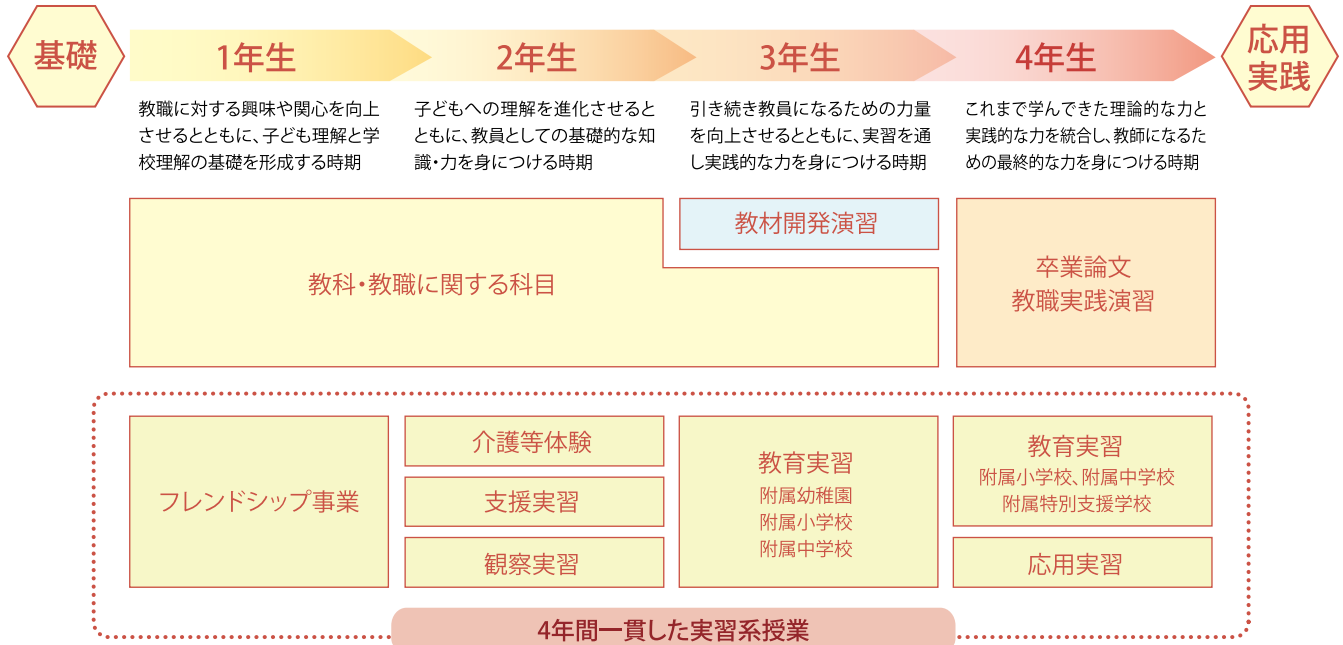 基礎
1年生
2年生
3年生
4年生
応用
実践
教職に対する興味や関心を向上
させるとともに、子ども理解と学
校理解の基礎を形成する時期
子どもへの理解を進化させると
ともに、教員としての基礎的な知
識・力を身につける時期
引き続き教員になるための力量
を向上させるとともに、実習を通
し実践的な力を身につける時期
これまで学んできた理論的な力と
実践的な力を統合し、教師になるた
めの最終的な力を身につける時期
教科・教職に関する科目
教材開発演習
卒業論文
教職実践演習
フレンドシップ事業
介護等体験
支援実習
観察実習
教育実習
附属幼稚園
附属小学校
附属中学校
教育実習
附属小学校、附属中学校
附属特別支援学校
応用実習
4年間一貫した実習系授業